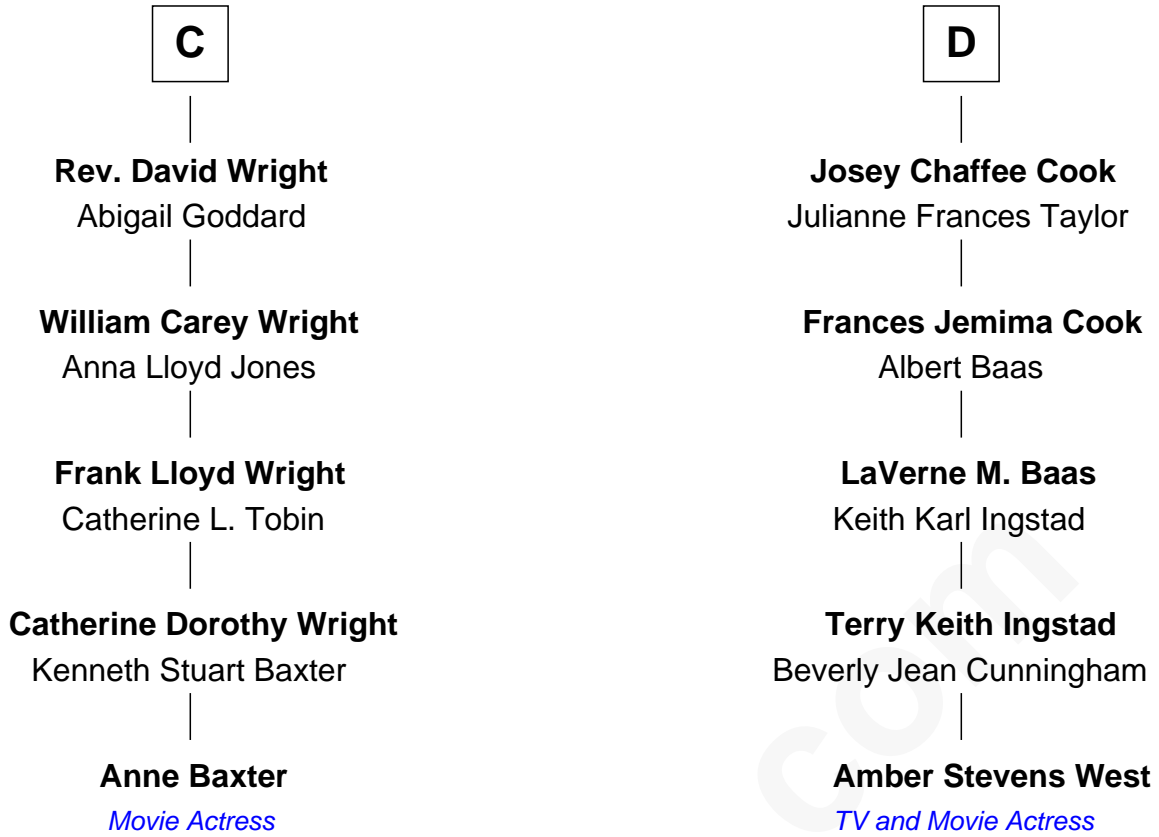 C
Rev. David Wright
Abigail Goddard
William Carey Wright
Anna Lloyd Jones
Frank Lloyd Wright
Catherine L. Tobin
Catherine Dorothy Wright
Kenneth Stuart Baxter
Anne Baxter
Movie Actress
D
Josey Chaffee Cook
Julianne Frances Taylor
Frances Jemima Cook
Albert Baas
LaVerne M. Baas
Keith Karl Ingstad
Terry Keith Ingstad
Beverly Jean Cunningham
Amber Stevens West
TV and Movie Actress
com